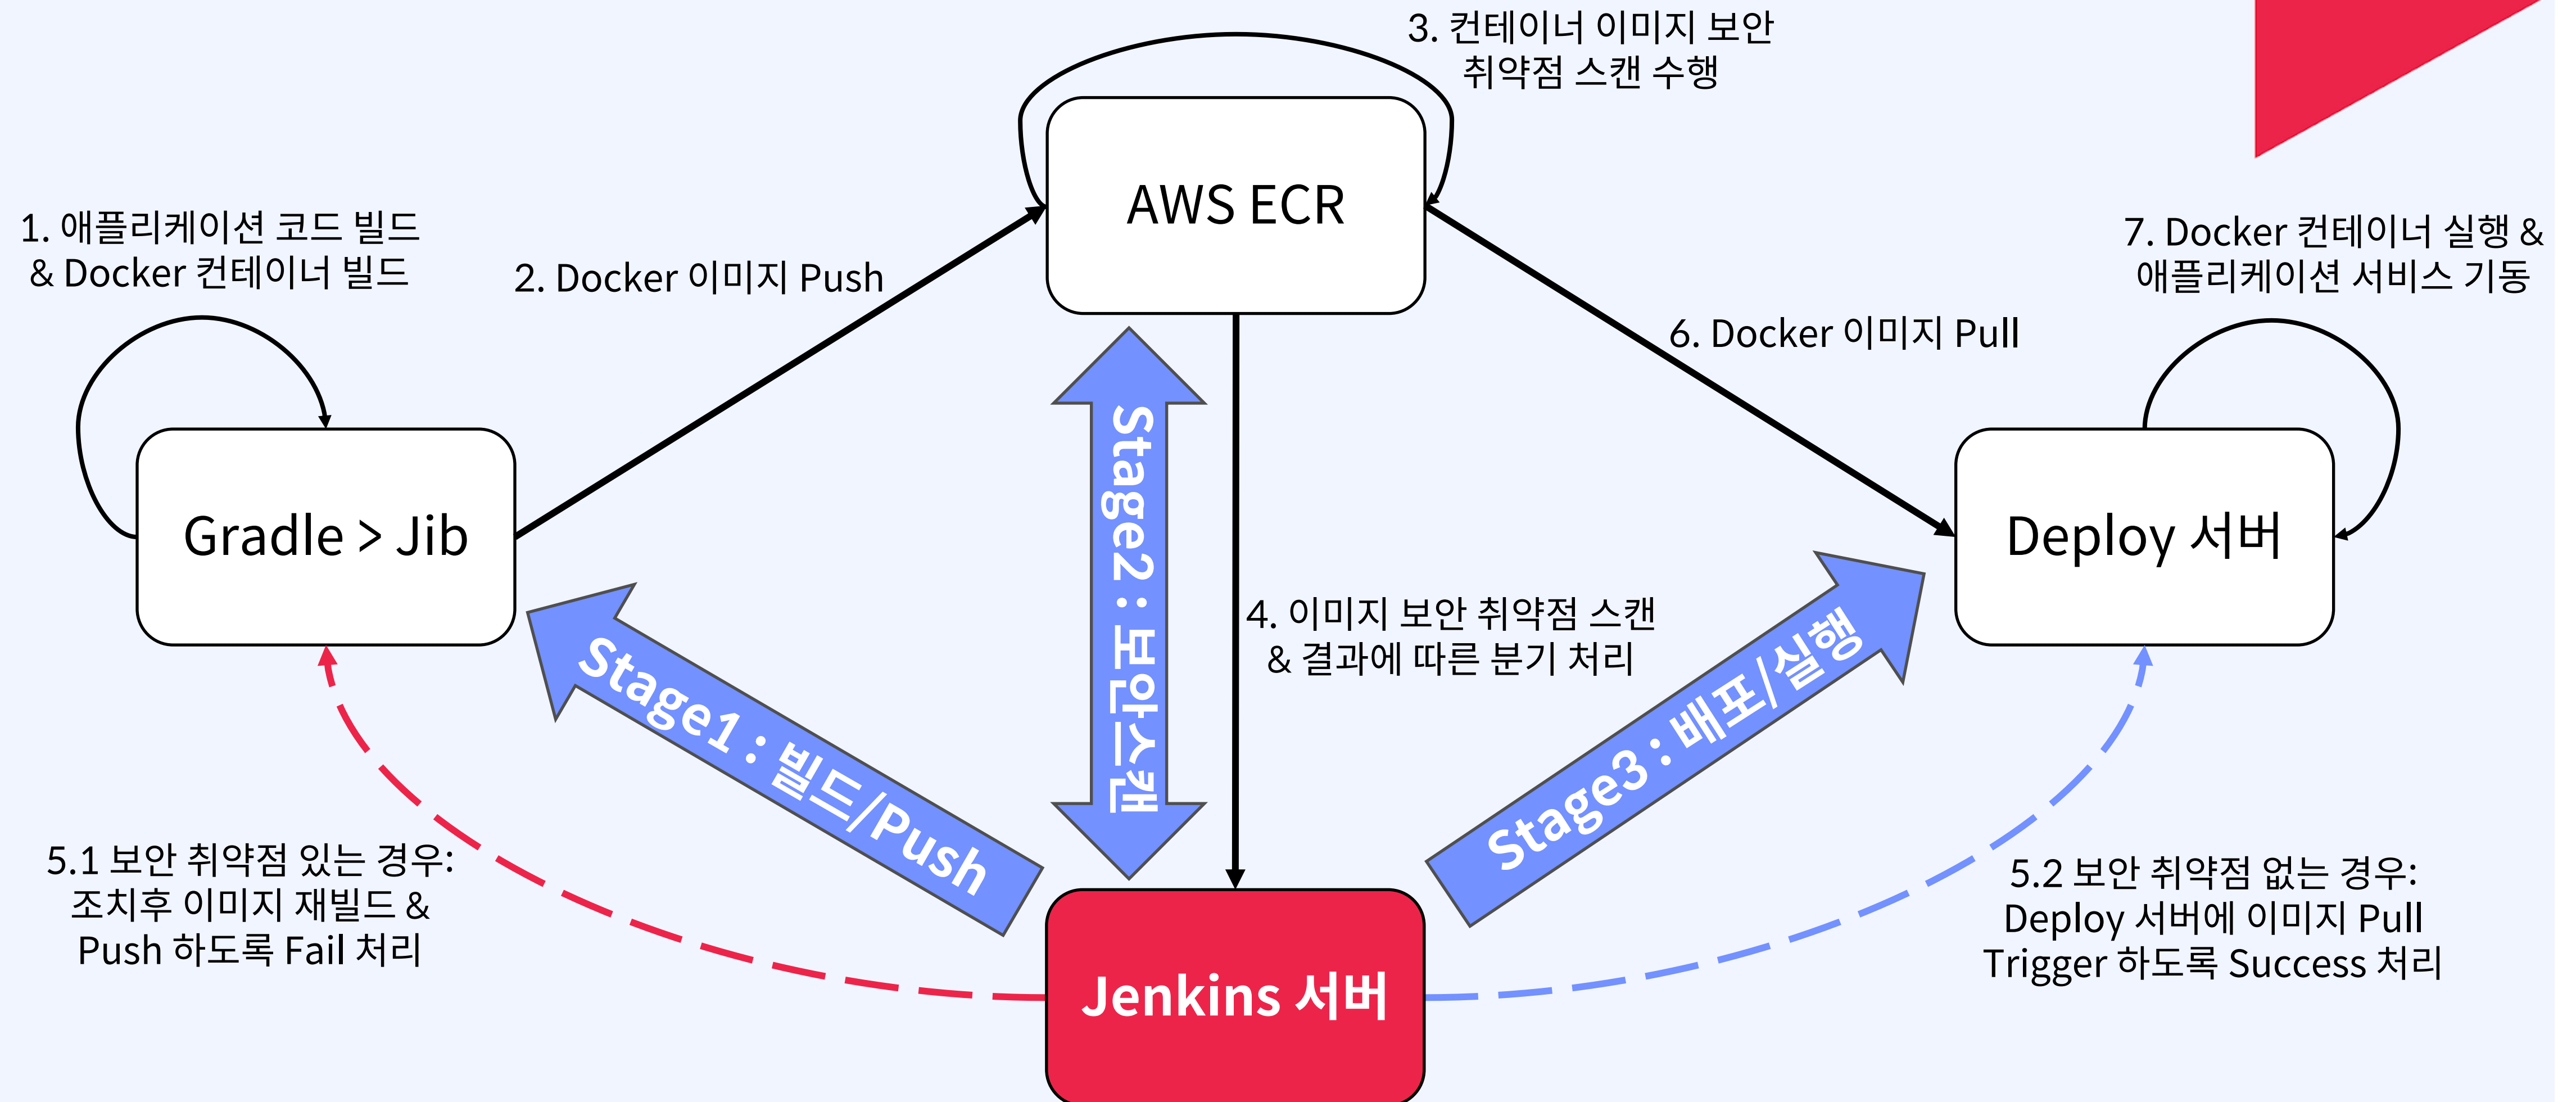 3. 컨테이너 이미지 보안
취약점 스캔 수행
AWS ECR
1. 애플리케이션 코드 빌드
& Docker 컨테이너 빌드
2. Docker 이미지 Push
7. Docker 컨테이너 실행 &
애플리케이션 서비스 기동
6. Docker 이미지 Pull
Gradle > Jib
Stage2 : 보안스캔
Deploy 서버
4. 이미지 보안 취약점 스캔
& 결과에 따른 분기 처리
Stage1 : 빌드/Push
Stage3 : 배포/실행
5.1 보안 취약점 있는 경우:
조치후 이미지 재빌드 &
Push 하도록 Fail 처리
5.2 보안 취약점 없는 경우:
Deploy 서버에 이미지 Pull
Trigger 하도록 Success 처리
Jenkins 서버